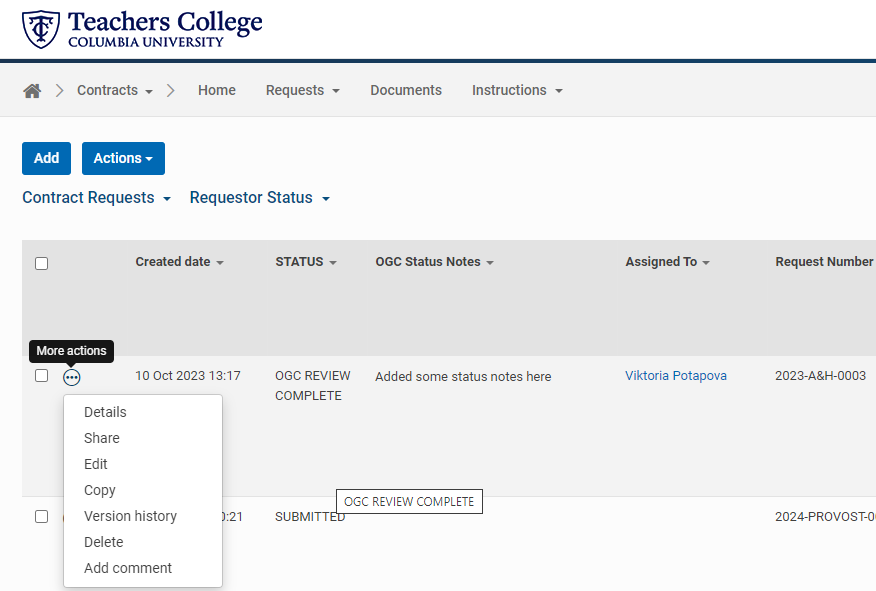 Teachers College
COLUMBIA UNIVERSITY
Contracts Home Requests Documents Instructions
Add Actions
Contract Requests Requestor Status
Created date STATUS OGC Status Notes Assigned To Request Number
More actions
10 Oct 2023 13:17 OGC REVIEW COMPLETE Added some status notes here Viktoria Potapova 2023-A&H-0003
Details
Share
Edit
Copy
Version history
Delete
Add comment
OGC REVIEW COMPLETE
SUBMITTED